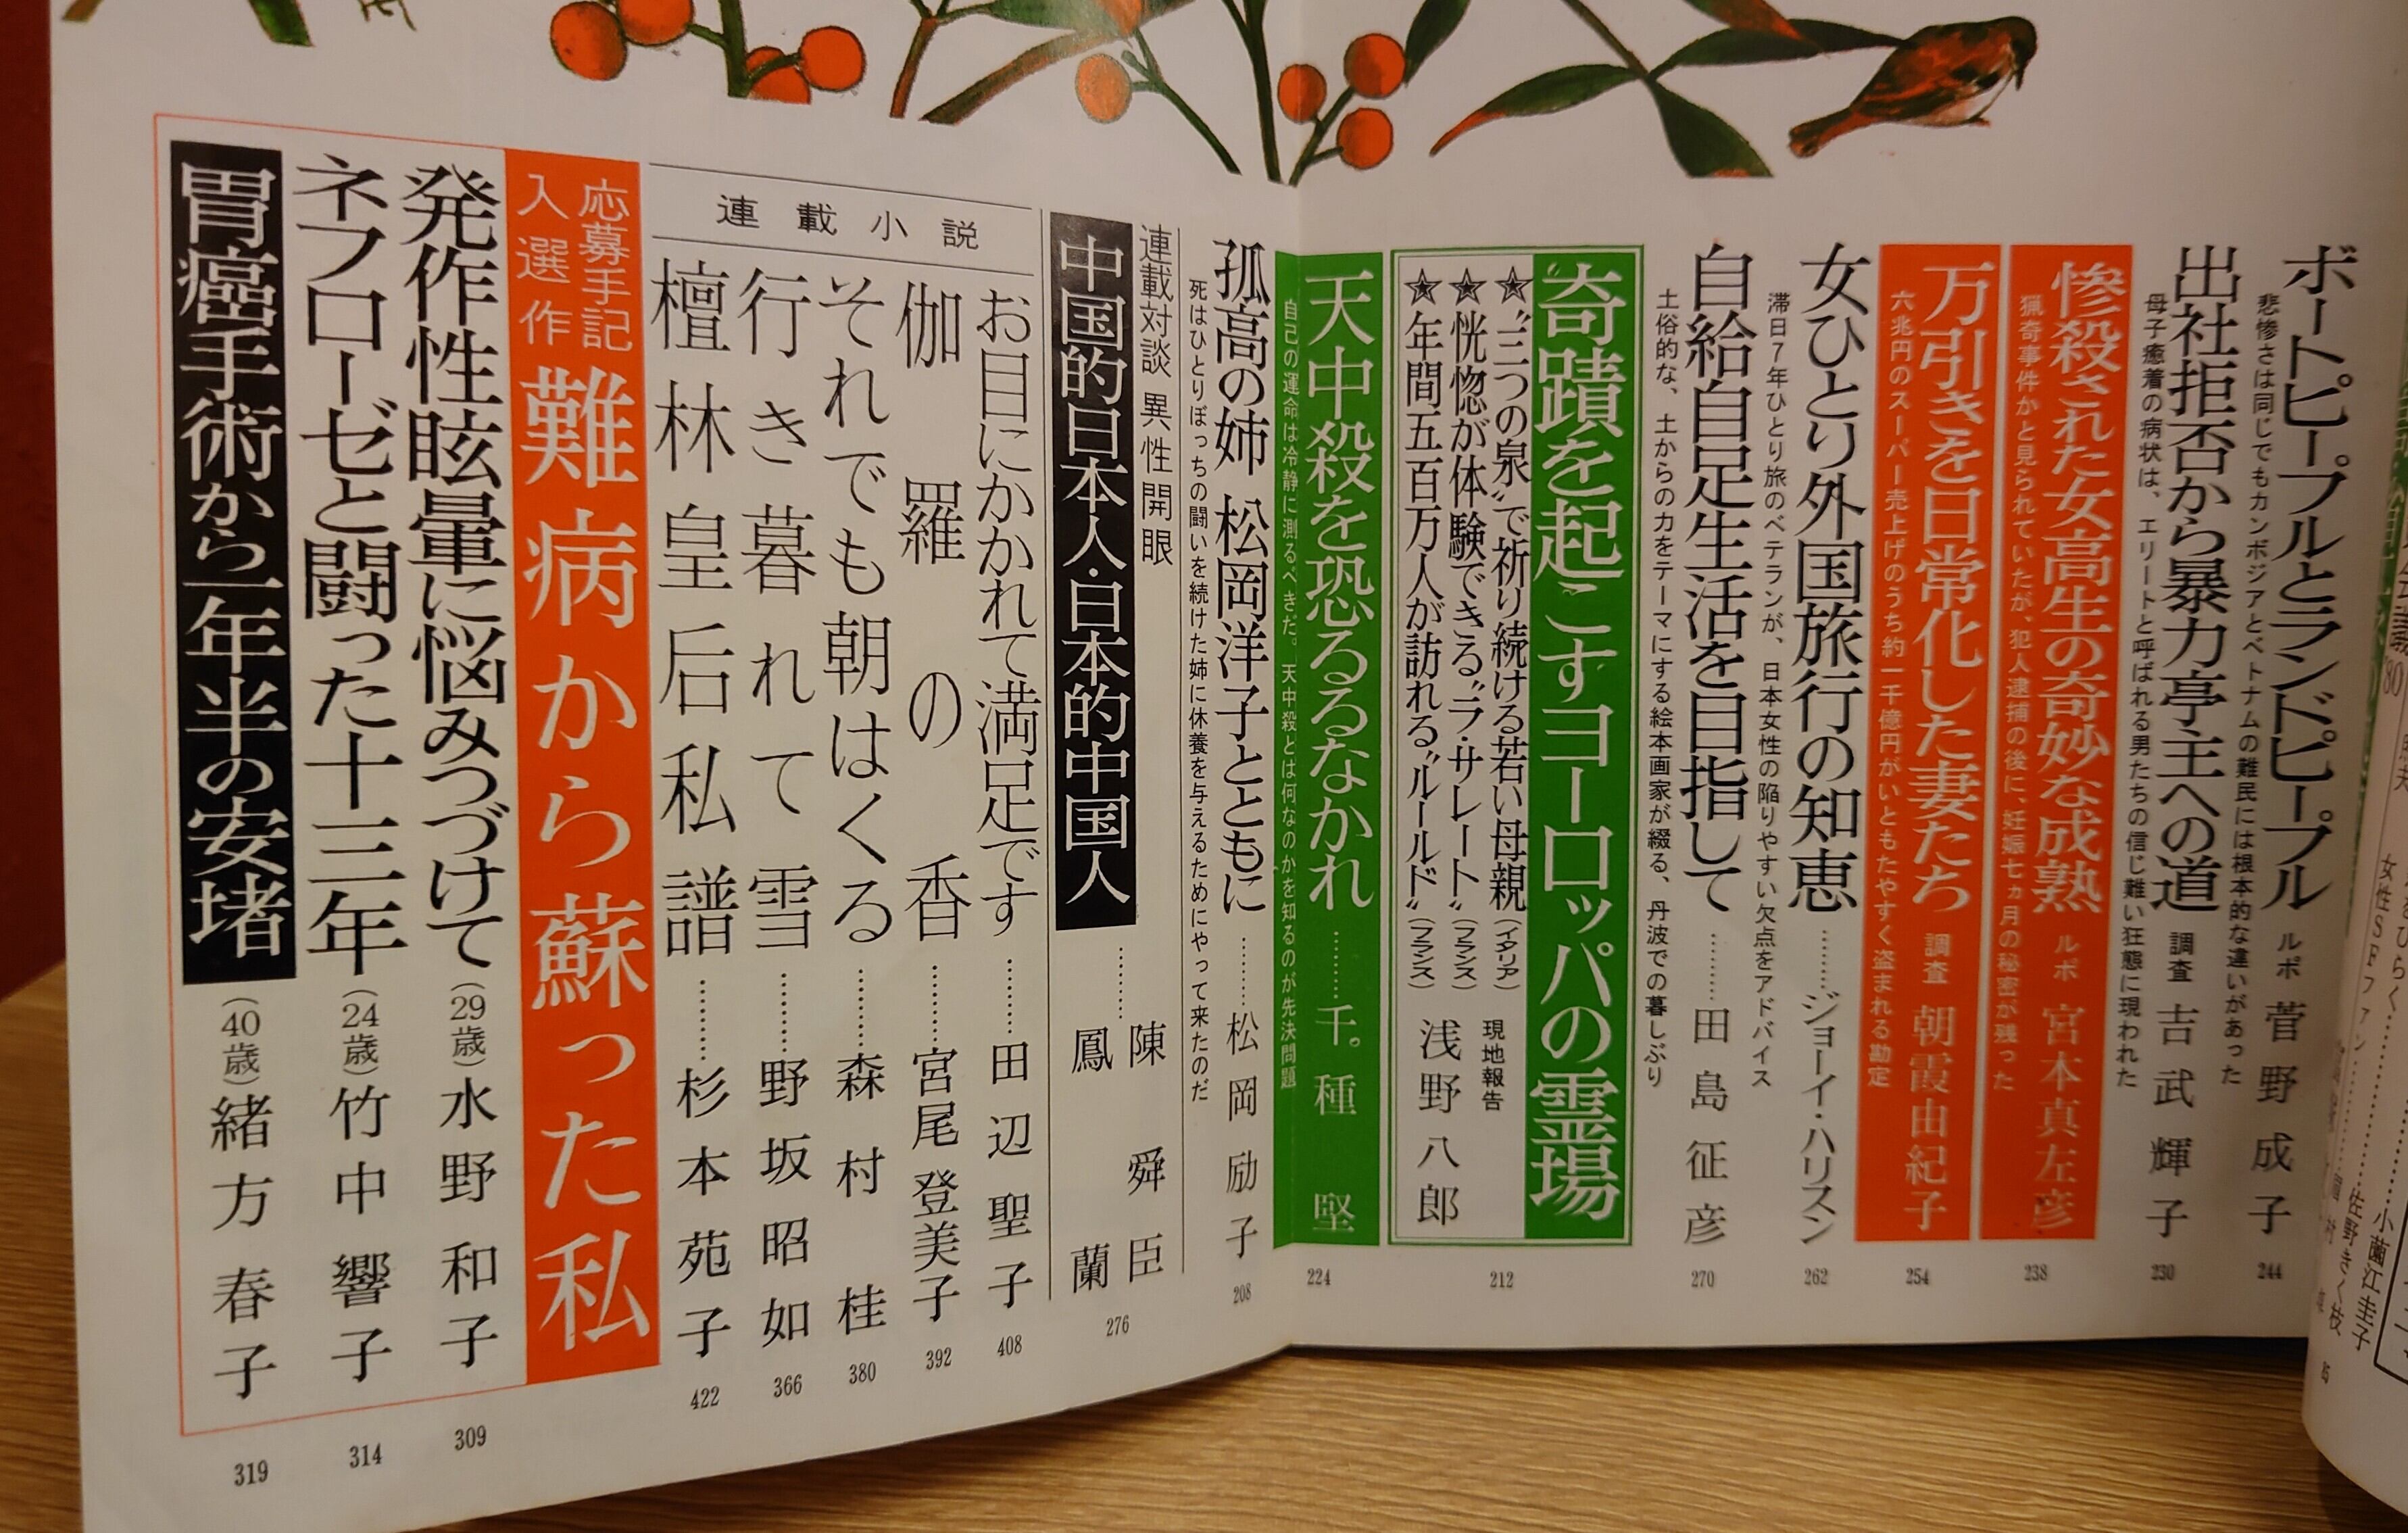 ボートピープルとランドピープル
ルポ 菅野成子 244
悲惨さは同じでもカンボジアとベトナムの難民には根本的な違いがあった
出社拒否から暴力亭主への道
調査 吉武輝子 230
母子癒着の病状は、エリートと呼ばれる男たちの信じ難い狂態に現われた
惨殺された女高生の奇妙な成熟
ルポ 宮本真左彦 238
猟奇事件かと見られていたが、犯人逮捕の後に、妊娠七ヵ月の秘密が残った
万引きを日常化した妻たち
調査 朝霞由紀子 254
六兆円のスーパー売上げのうち約一千億円がいともたやすく盗まれる勘定
女ひとり外国旅行の知恵
………ジョーイ・ハリスン 262
滞日7年ひとり旅のベテランが、日本女性の陥りやすい欠点をアドバイス
自給自足生活を目指して
………田島征彦 270
土俗的な、土からの力をテーマにする絵本画家が綴る、丹波での暮しぶり
奇蹟を起こすヨーロッパの霊場
☆〝三つの泉〟で祈り続ける若い母親(イタリア)
☆恍惚が体験できる〝ラ・サレート〟(フランス)
☆年間五百万人が訪れる〝ルールド〟(フランス)
現地報告
浅野八郎 212
天中殺を恐るるなかれ
………千種堅 224
自己の運命は冷静に測るべきだ。天中殺とは何なのかを知るのが先決問題
孤高の姉 松岡洋子とともに
………松岡励子 208
死はひとりぼっちの闘いを続けた姉に休養を与えるためにやって来たのだ
連載対談 異性開眼
中国的日本人・日本的中国人
………陳舜臣
鳳蘭 276
連載小説
お目にかかれて満足です………田辺聖子 408
伽羅の香………宮尾登美子 392
それでも朝はくる………森村桂 380
行き暮れて雪………野坂昭如 366
檀林皇后私譜………杉本苑子 422
応募手記
入選作
難病から蘇った私
発作性眩暈に悩みつづけて(29歳)水野和子 309
ネフローゼと闘った十三年(24歳)竹中響子 314
胃癌手術から一年半の安堵(40歳)緒方春子 319